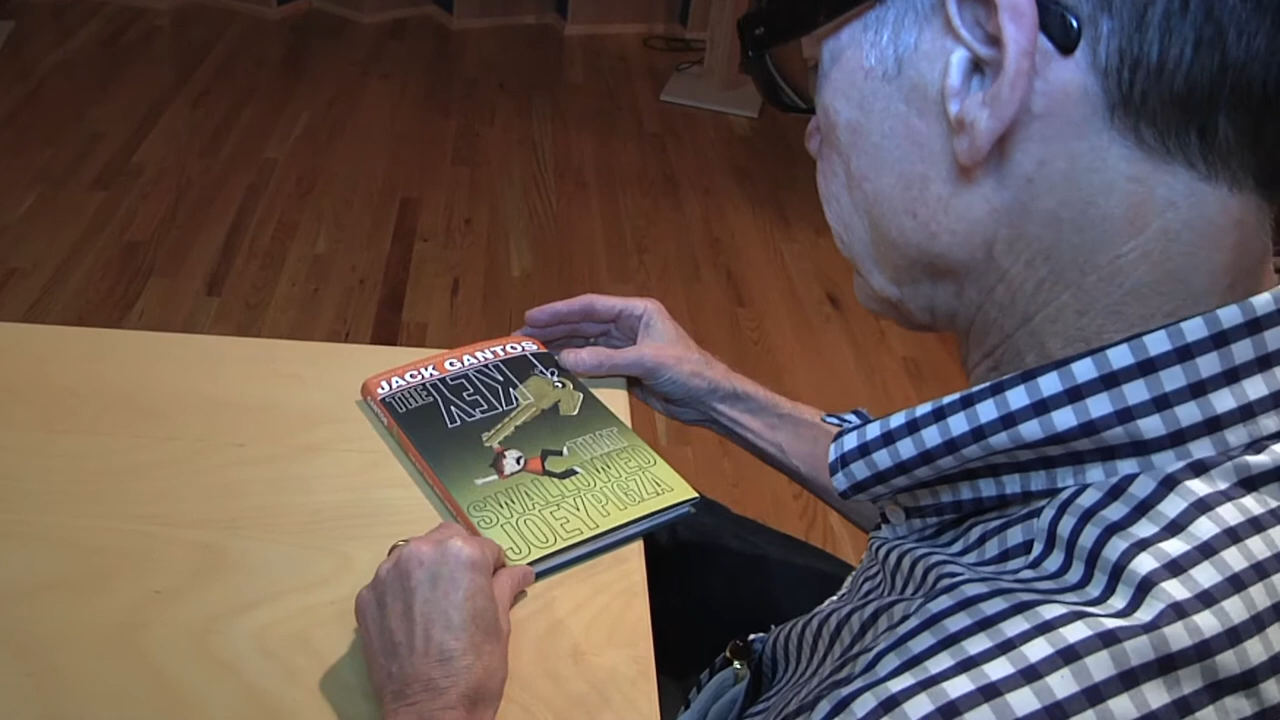 JACK GANTOS
THE KEY
THAT
SWALLOWED
JOEY PIGZA